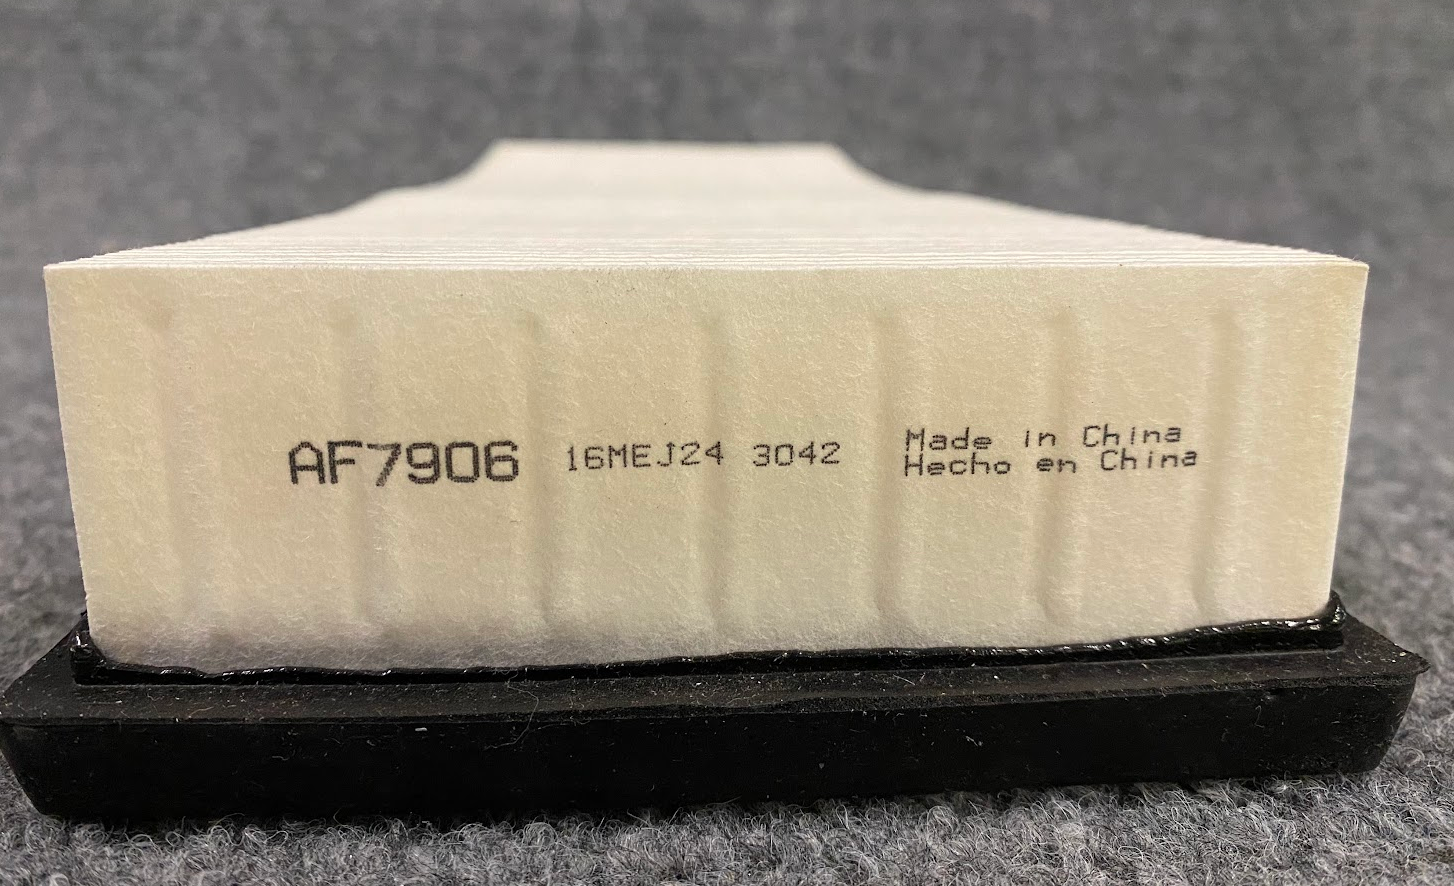 AF7906 16MEJ24 3042
Made in China
Hecho en China